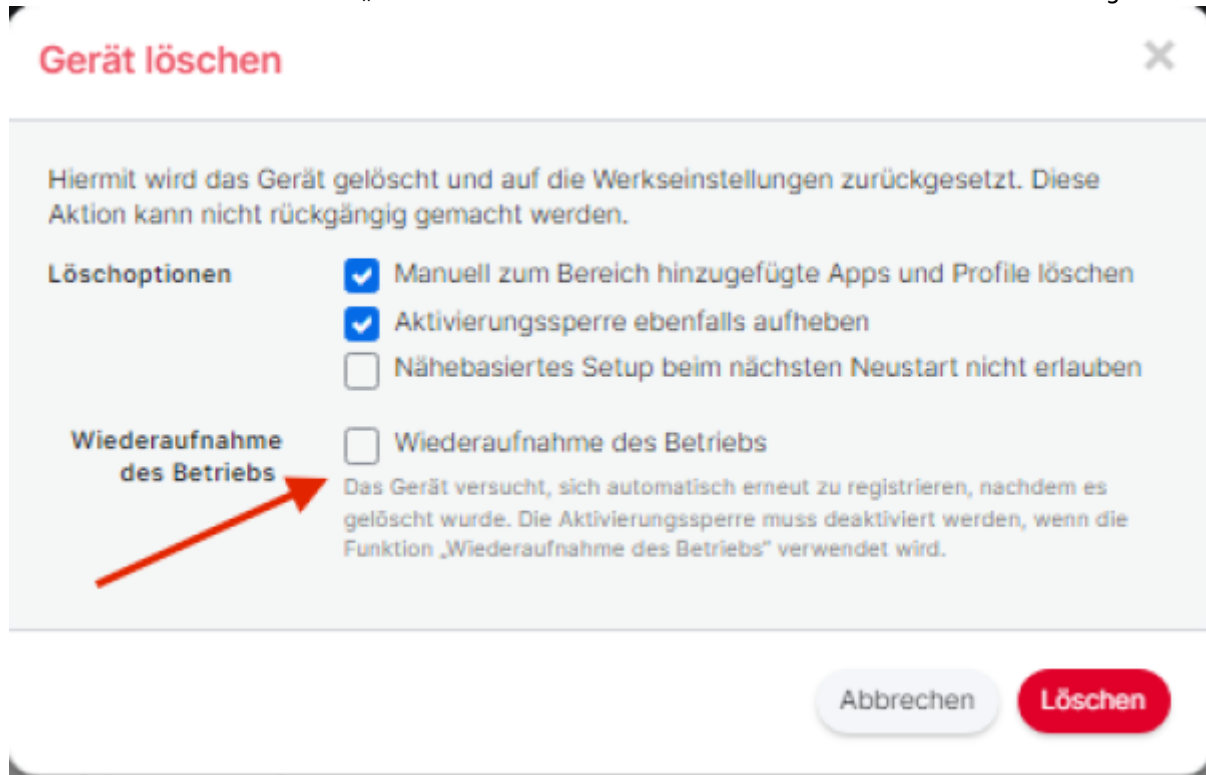 Gerät löschen
Hiermit wird das Gerät gelöscht und auf die Werkseinstellungen zurückgesetzt. Diese
Aktion kann nicht rückgängig gemacht werden.
Löschoptionen
Manuell zum Bereich hinzugefügte Apps und Profile löschen
Aktivierungssperre ebenfalls aufheben
Nähebasiertes Setup beim nächsten Neustart nicht erlauben
Wiederaufnahme
des Betriebs
Wiederaufnahme des Betriebs
Das Gerät versucht, sich automatisch erneut zu registrieren, nachdem es
gelöscht wurde. Die Aktivierungssperre muss deaktiviert werden, wenn die
Funktion „Wiederaufnahme des Betriebs" verwendet wird.
Abbrechen
Löschen